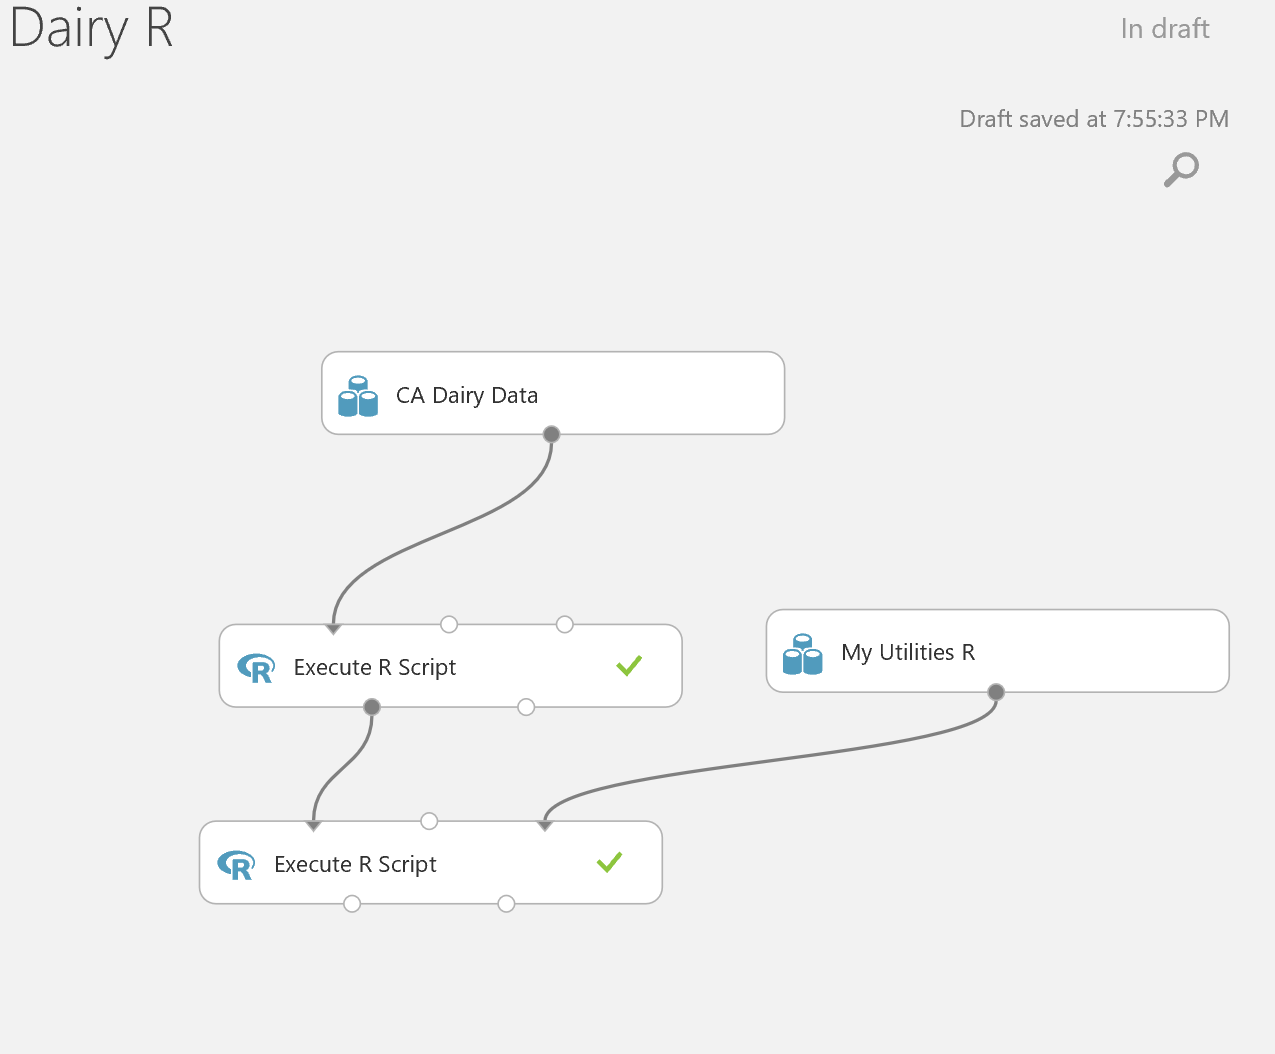 Dairy R
In draft
Draft saved at 7:55:33 PM
CA Dairy Data
R Execute R Script
My Utilities R
R Execute R Script